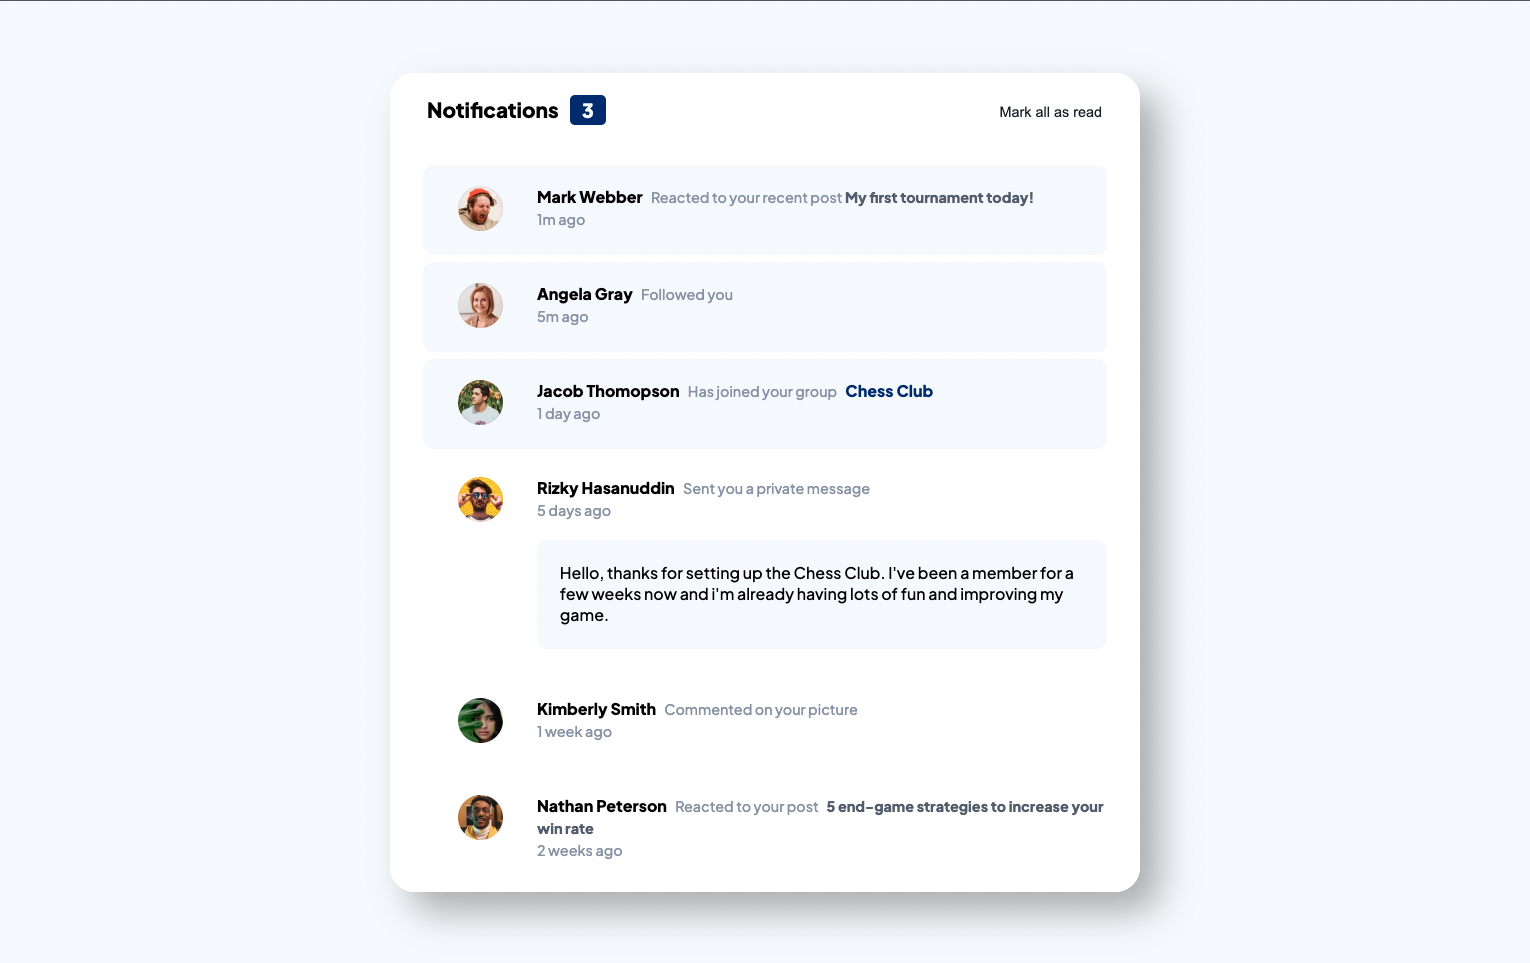 Notifications 3
Mark all as read
Mark Webber Reacted to your recent post My first tournament today!
1m ago
Angela Gray Followed you
5m ago
Jacob Thomopson Has joined your group Chess Club
1 day ago
Rizky Hasanuddin Sent you a private message
5 days ago
Hello, thanks for setting up the Chess Club. I've been a member for a
few weeks now and i'm already having lots of fun and improving my
game.
Kimberly Smith Commented on your picture
1 week ago
Nathan Peterson Reacted to your post 5 end-game strategies to increase your
win rate
2 weeks ago